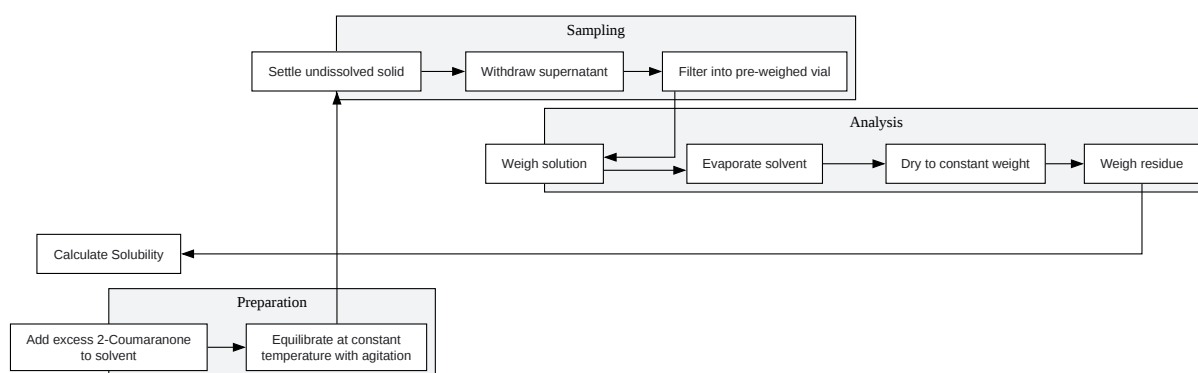 Sampling
Settle undissolved solid
Withdraw supernatant
Filter into pre-weighed vial
Analysis
Weigh solution
Evaporate solvent
Dry to constant weight
Weigh residue
Calculate Solubility
Preparation
Add excess 2-Coumaranone
to solvent
Equilibrate at constant
temperature with agitation